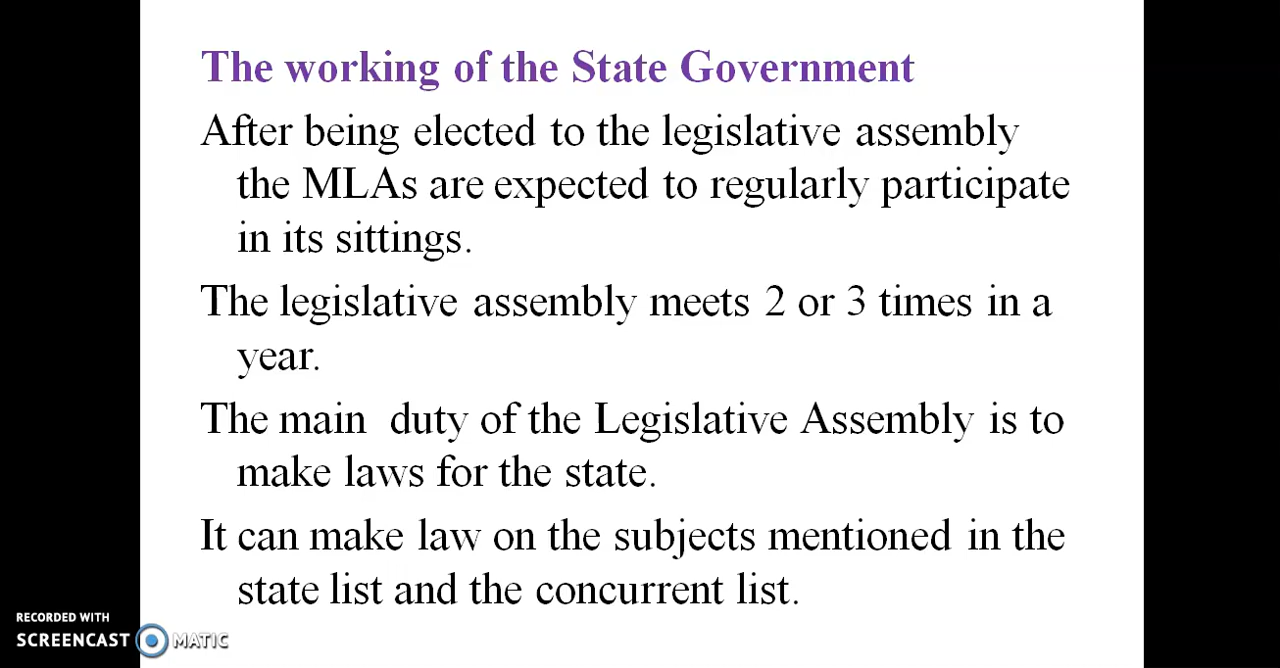 The working of the State Government
After being elected to the legislative assembly
the MLAs are expected to regularly participate
in its sittings.
The legislative assembly meets 2 or 3 times in a
year.
The main  duty of the Legislative Assembly is to
make laws for the state.
It can make law on the subjects mentioned in the
state list and the concurrent list.
RECORDED WITH
SCREENCAST MATIC